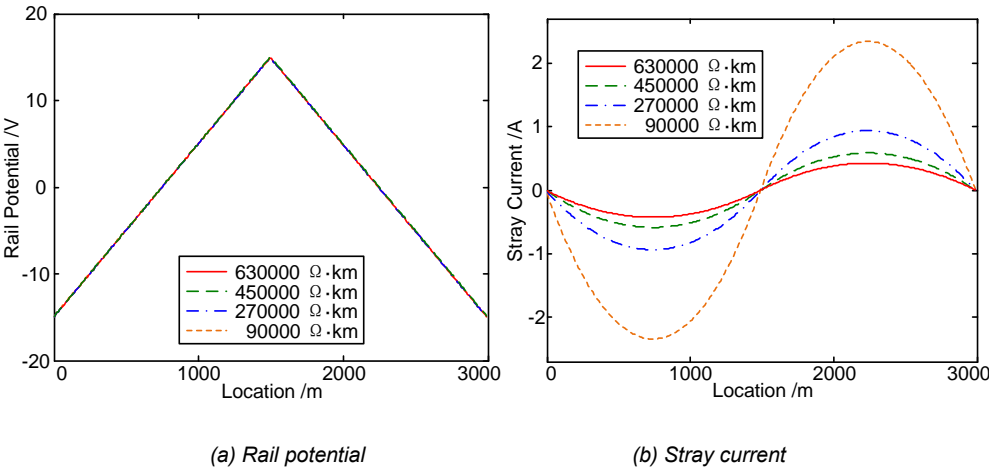 20
10
0
-10
-20
Rail Potential /V
630000 Ω·km
450000 Ω·km
270000 Ω·km
90000 Ω·km
0 1000 2000 3000
Location /m
(a) Rail potential
2
1
0
-1
-2
Stray Current /A
630000 Ω·km
450000 Ω·km
270000 Ω·km
90000 Ω·km
0 1000 2000 3000
Location /m
(b) Stray current